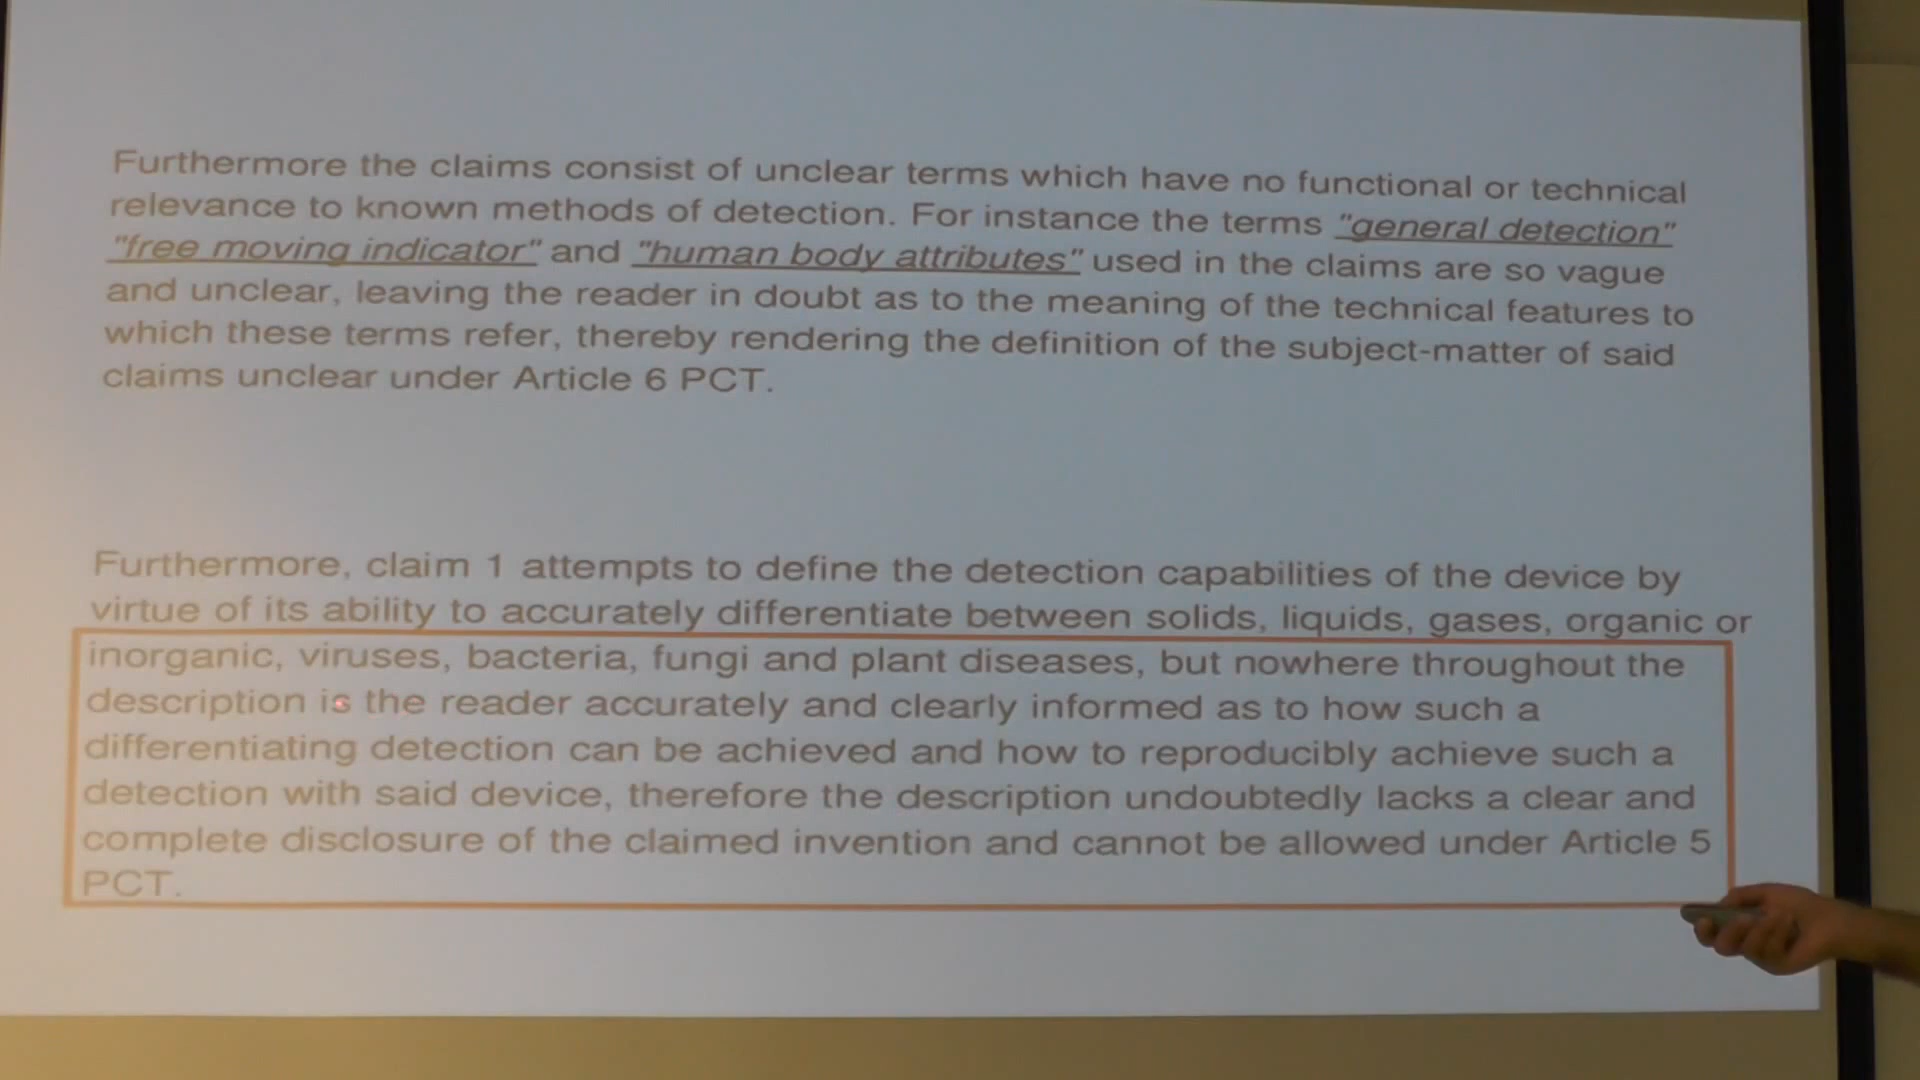 Furthermore the claims consist of unclear terms which have no functional or technical
relevance to known methods of detection. For instance the terms "general detection"
"free moving indicator" and "human body attributes" used in the claims are so vague
and unclear, leaving the reader in doubt as to the meaning of the technical features to
which these terms refer, thereby rendering the definition of the subject-matter of said
claims unclear under Article 6 PCT.
Furthermore, claim 1 attempts to define the detection capabilities of the device by
virtue of its ability to accurately differentiate between solids, liquids, gases, organic or
inorganic, viruses, bacteria, fungi and plant diseases, but nowhere throughout the
description is the reader accurately and clearly informed as to how such a
differentiating detection can be achieved and how to reproducibly achieve such a
detection with said device, therefore the description undoubtedly lacks a clear and
complete disclosure of the claimed invention and cannot be allowed under Article 5
PCT.